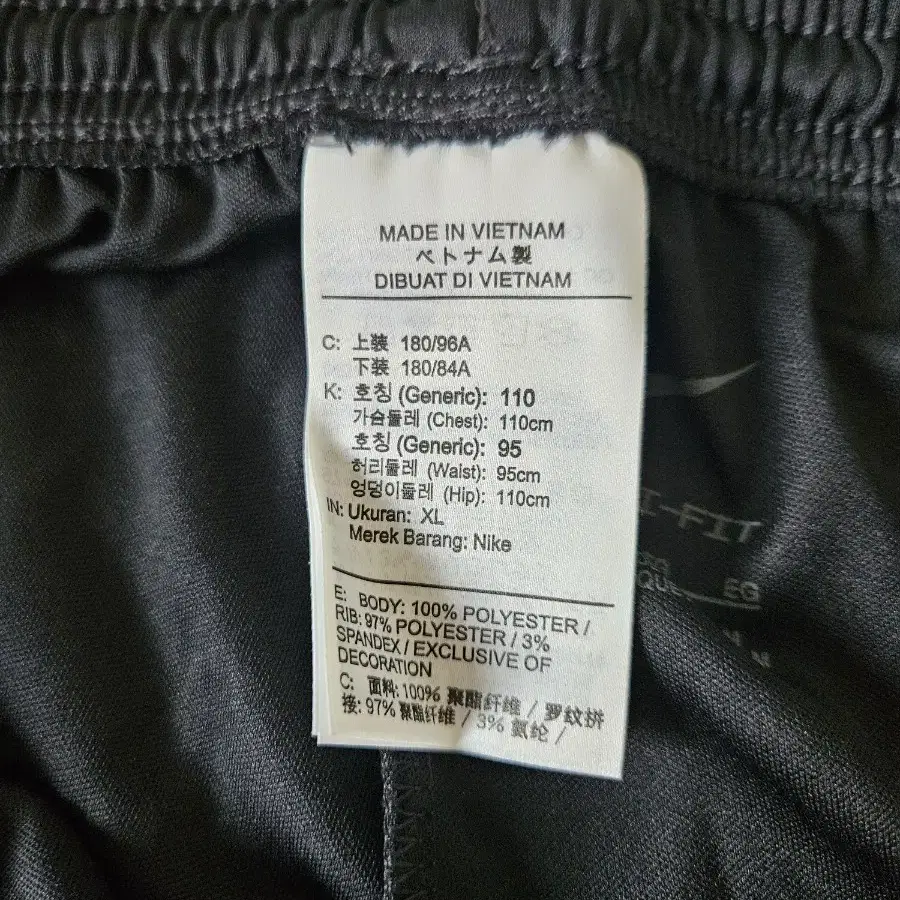 MADE IN VIETNAM
ベトナム製
DIBUAT DI VIETNAM
C: 上装 180/96A
下装 180/84A
K: 호칭 (Generic): 110
가슴둘레 (Chest): 110cm
호칭 (Generic): 95
허리둘레 (Waist): 95cm
엉덩이둘레 (Hip): 110cm
IN: Ukuran: XL
Merek Barang: Nike
E: BODY: 100% POLYESTER /
RIB: 97% POLYESTER / 3%
SPANDEX / EXCLUSIVE OF
DECORATION
C: 面料: 100% 聚酯纤维 / 罗纹拼
接: 97% 聚酯纤维 / 3% 氨纶 /
I-FIT
EG